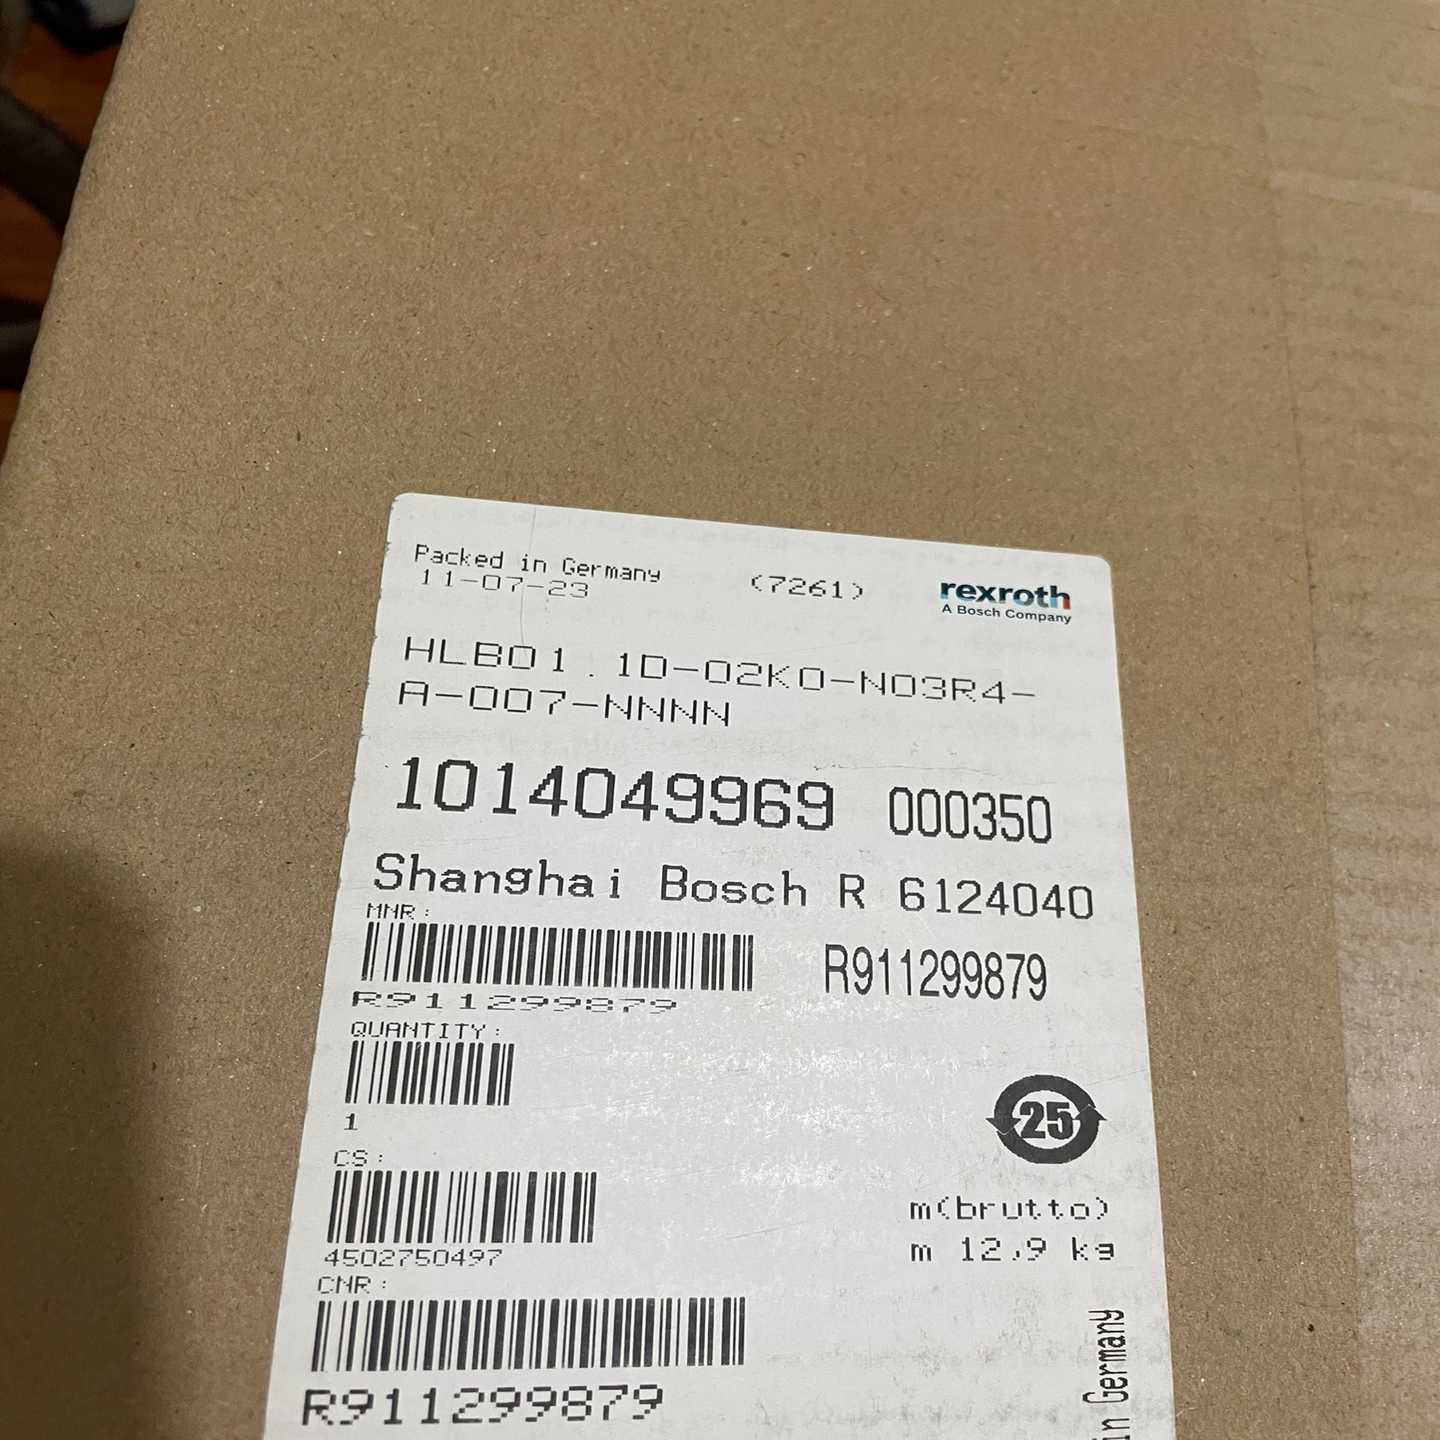 Packed in Germany
11-07-23
(7261)
rexroth
A Bosch Company
HLB01.1D-02K0-N03R4-
A-007-NNNN
1014049969 000350
Shanghai Bosch R 6124040
MNR:
R911299879
R911299879
QUANTITY:
1
25
CS:
4502750497
m(brutto)
m 12,9 kg
CNR:
R911299879
in Germany